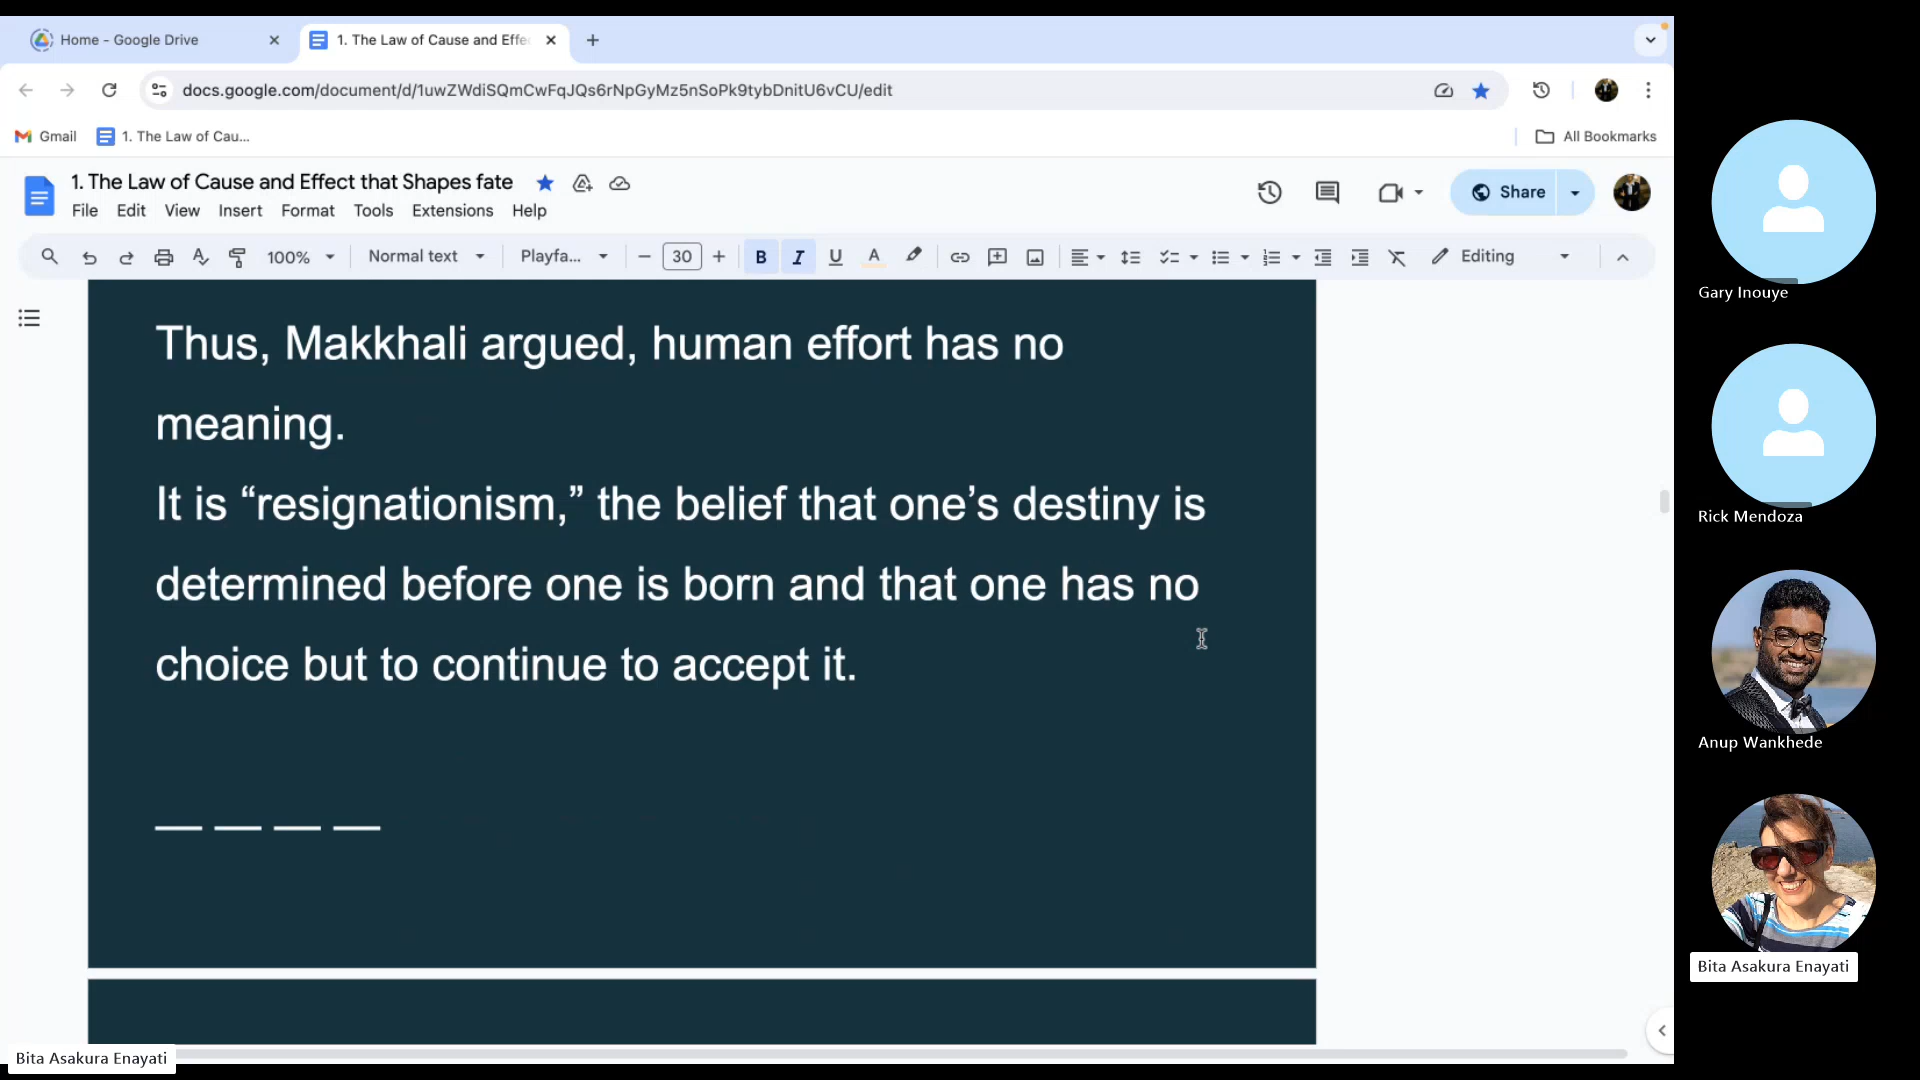 Home - Google Drive
1. The Law of Cause and Effe
docs.google.com/document/d/1uwZWdiSQmCwFqJQs6rNpGyMz5nSoPk9tybDnitU6vCU/edit
Gmail
1. The Law of Cau...
All Bookmarks
1. The Law of Cause and Effect that Shapes fate
Share
File Edit View Insert Format Tools Extensions Help
100% Normal text Playfa... 30 B I U A Editing
Thus, Makkhali argued, human effort has no
meaning.
It is “resignationism,” the belief that one’s destiny is
determined before one is born and that one has no
choice but to continue to accept it.
— — — —
Bita Asakura Enayati
Gary Inouye
Rick Mendoza
Anup Wankhede
Bita Asakura Enayati